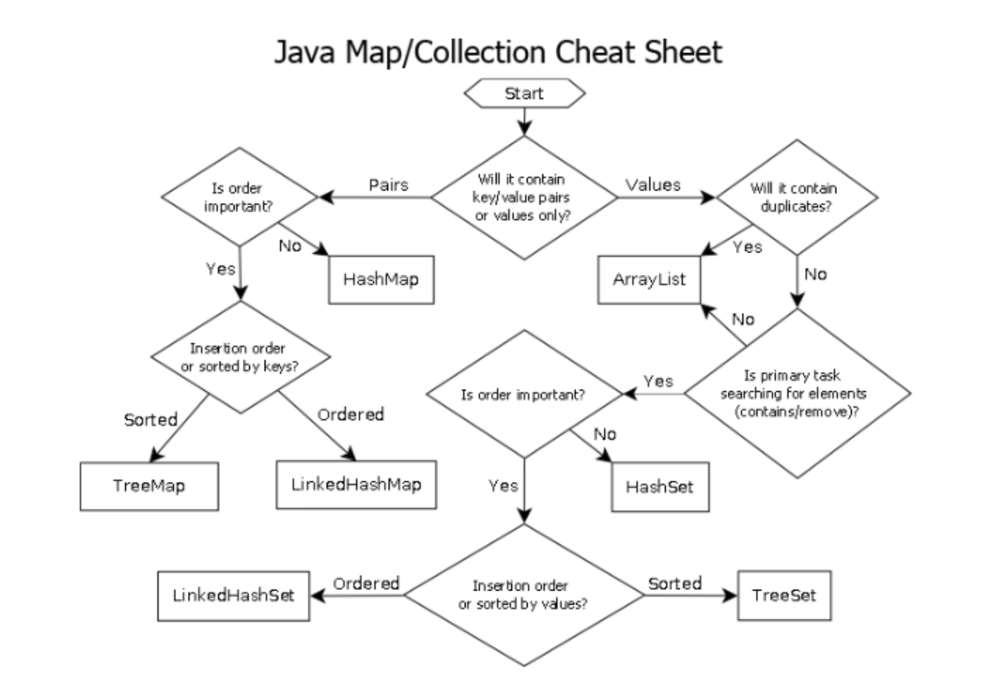 Java Map/Collection Cheat Sheet
Start
Will it contain
key/value pairs
or values only?
Pairs
Values
Is order
important?
Will it contain
duplicates?
No
Yes
HashMap
Yes
ArrayList
No
No
Insertion order
or sorted by keys?
Is primary task
searching for elements
(contains/remove)?
Yes
Is order important?
Sorted
Ordered
No
TreeMap
LinkedHashMap
Yes
HashSet
Insertion order
or sorted by values?
Ordered
Sorted
LinkedHashSet
TreeSet